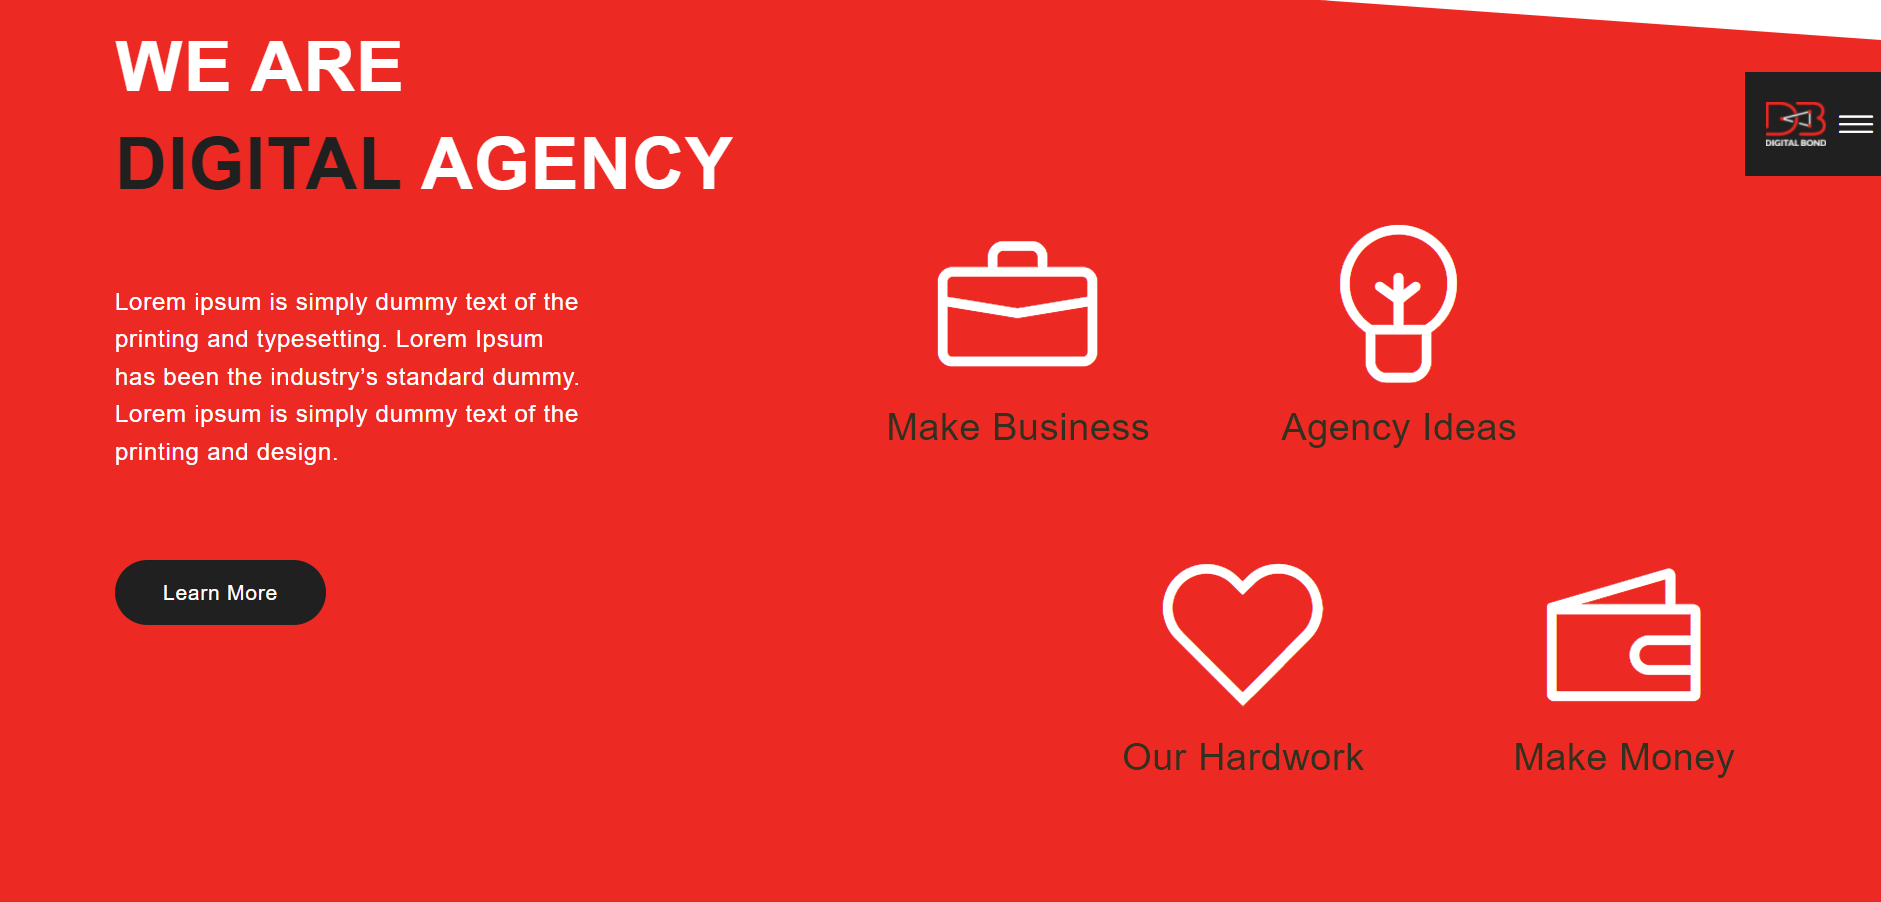 WE ARE
DIGITAL AGENCY
DIGITAL BOND
Lorem ipsum is simply dummy text of the
printing and typesetting. Lorem Ipsum
has been the industry’s standard dummy.
Lorem ipsum is simply dummy text of the
printing and design.
Learn More
Make Business
Agency Ideas
Our Hardwork
Make Money